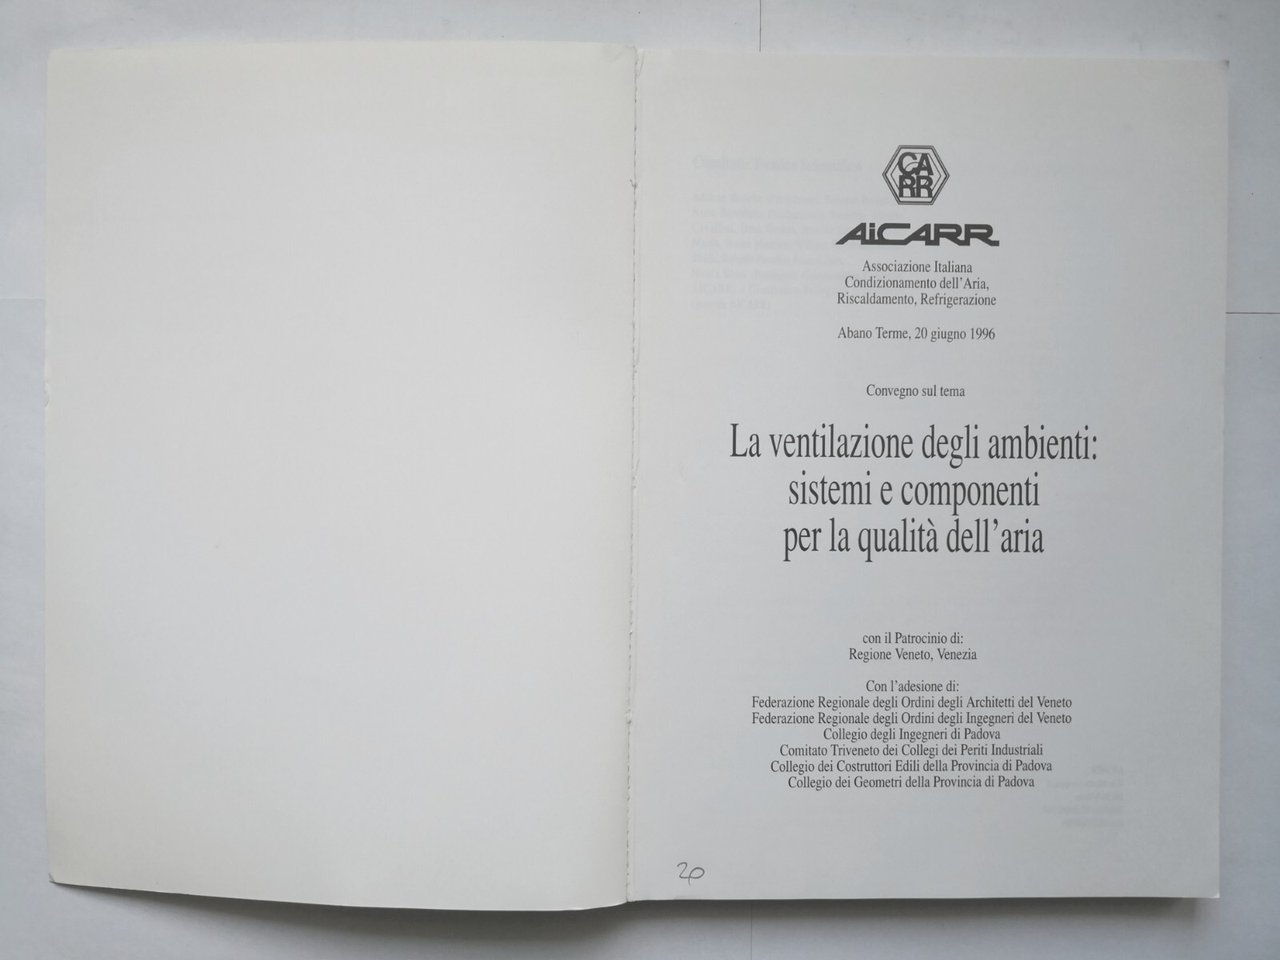 CA
RR
AiCARR
Associazione Italiana
Condizionamento dell'Aria,
Riscaldamento, Refrigerazione
Abano Terme, 20 giugno 1996
Convegno sul tema
La ventilazione degli ambienti:
sistemi e componenti
per la qualità dell'aria
con il Patrocinio di:
Regione Veneto, Venezia
Con l'adesione di:
Federazione Regionale degli Ordini degli Architetti del Veneto
Federazione Regionale degli Ordini degli Ingegneri del Veneto
Collegio degli Ingegneri di Padova
Comitato Triveneto dei Collegi dei Periti Industriali
Collegio dei Costruttori Edili della Provincia di Padova
Collegio dei Geometri della Provincia di Padova
20